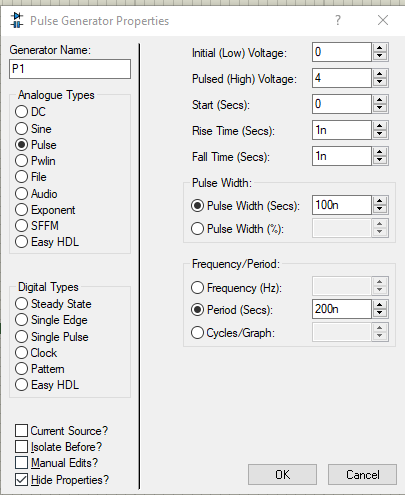 Pulse Generator Properties
?
Generator Name:
P1
Analogue Types
DC
Sine
Pulse
Pwlin
File
Audio
Exponent
SFFM
Easy HDL
Digital Types
Steady State
Single Edge
Single Pulse
Clock
Pattern
Easy HDL
Current Source?
Isolate Before?
Manual Edits?
Hide Properties?
Initial (Low) Voltage: 0
Pulsed (High) Voltage: 4
Start (Secs): 0
Rise Time (Secs): 1n
Fall Time (Secs): 1n
Pulse Width:
Pulse Width (Secs): 100n
Pulse Width (%):
Frequency/Period:
Frequency (Hz):
Period (Secs): 200n
Cycles/Graph:
OK Cancel